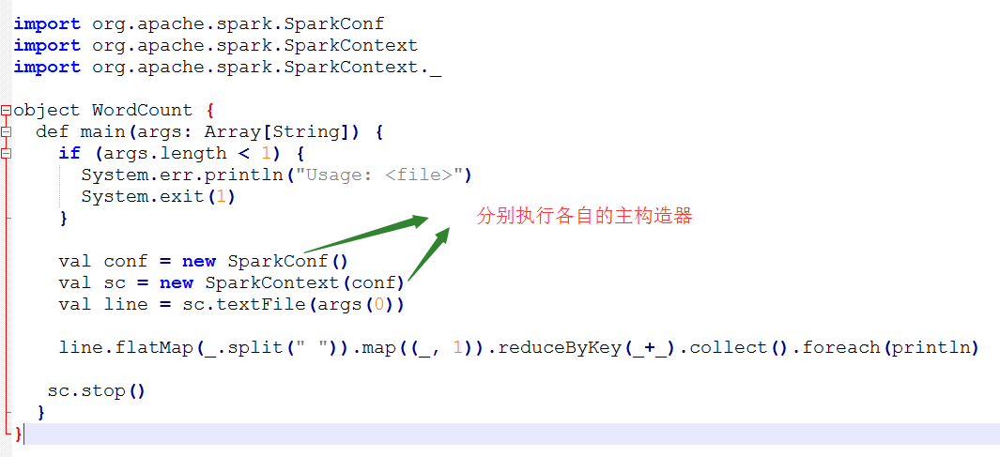 import org.apache.spark.SparkConf
import org.apache.spark.SparkContext
import org.apache.spark.SparkContext._
object WordCount {
def main(args: Array[String]) {
if (args.length < 1) {
System.err.println("Usage: <file>")
System.exit(1)
}
分别执行各自的主构造器
val conf = new SparkConf()
val sc = new SparkContext(conf)
val line = sc.textFile(args(0))
line.flatMap(_.split(" ")).map((_, 1)).reduceByKey(_+_).collect().foreach(println)
sc.stop()
}
}